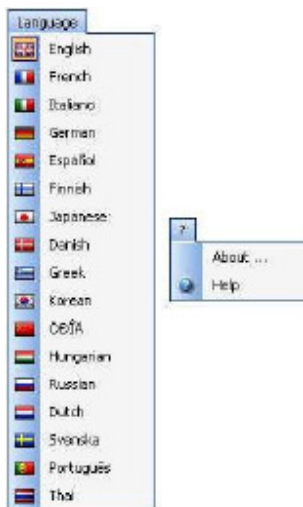 Language
English
French
Italiano
German
Español
Finnish
Japanese
Danish
Greek
Korean
ÖÐÎÄ
Hungarian
Russian
Dutch
Svenska
Português
Thai
?
About ...
Help